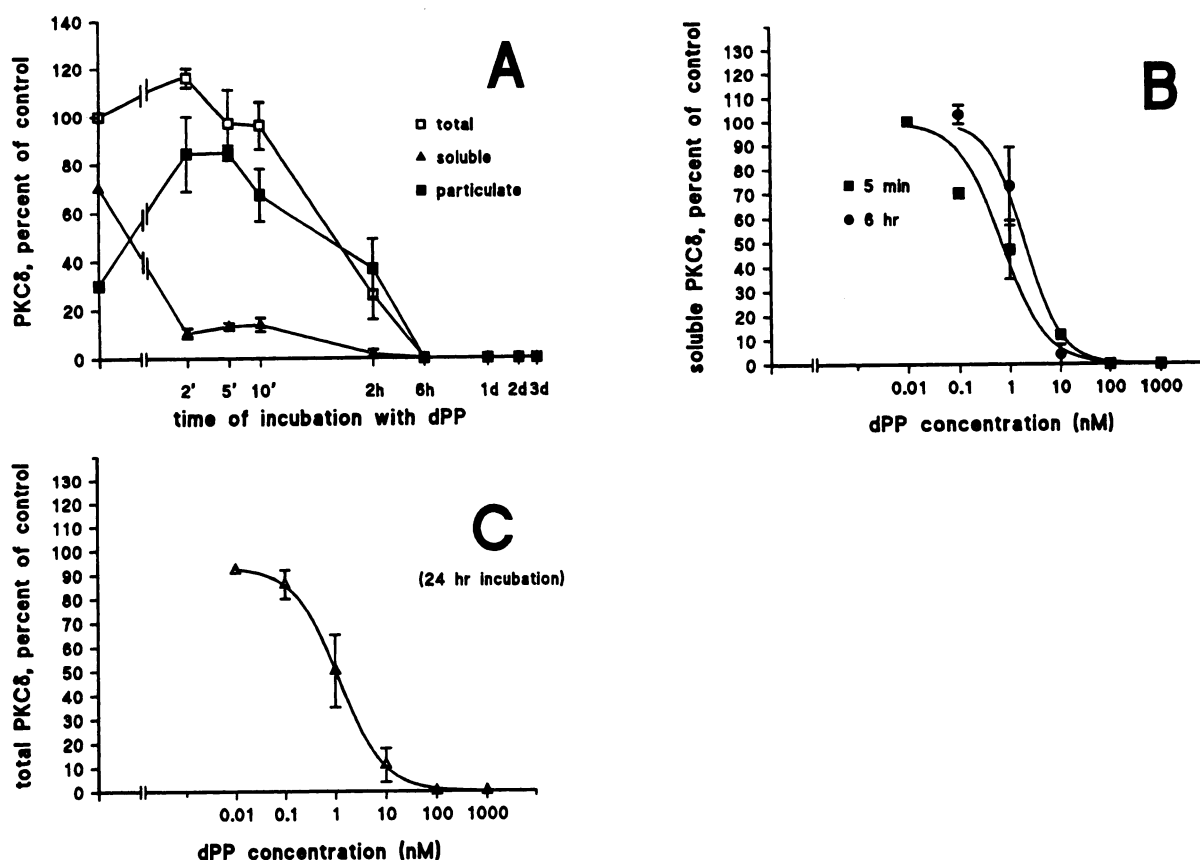 A
PKCδ, percent of control
140
120
100
80
60
40
20
0
total
soluble
particulate
2' 5' 10' 2h 6h 1d 2d 3d
time of incubation with dPP
B
soluble PKCδ, percent of control
130
120
110
100
90
80
70
60
50
40
30
20
10
0
5 min
6 hr
0.01 0.1 1 10 100 1000
dPP concentration (nM)
C
(24 hr incubation)
total PKCδ, percent of control
130
120
110
100
90
80
70
60
50
40
30
20
10
0
0.01 0.1 1 10 100 1000
dPP concentration (nM)